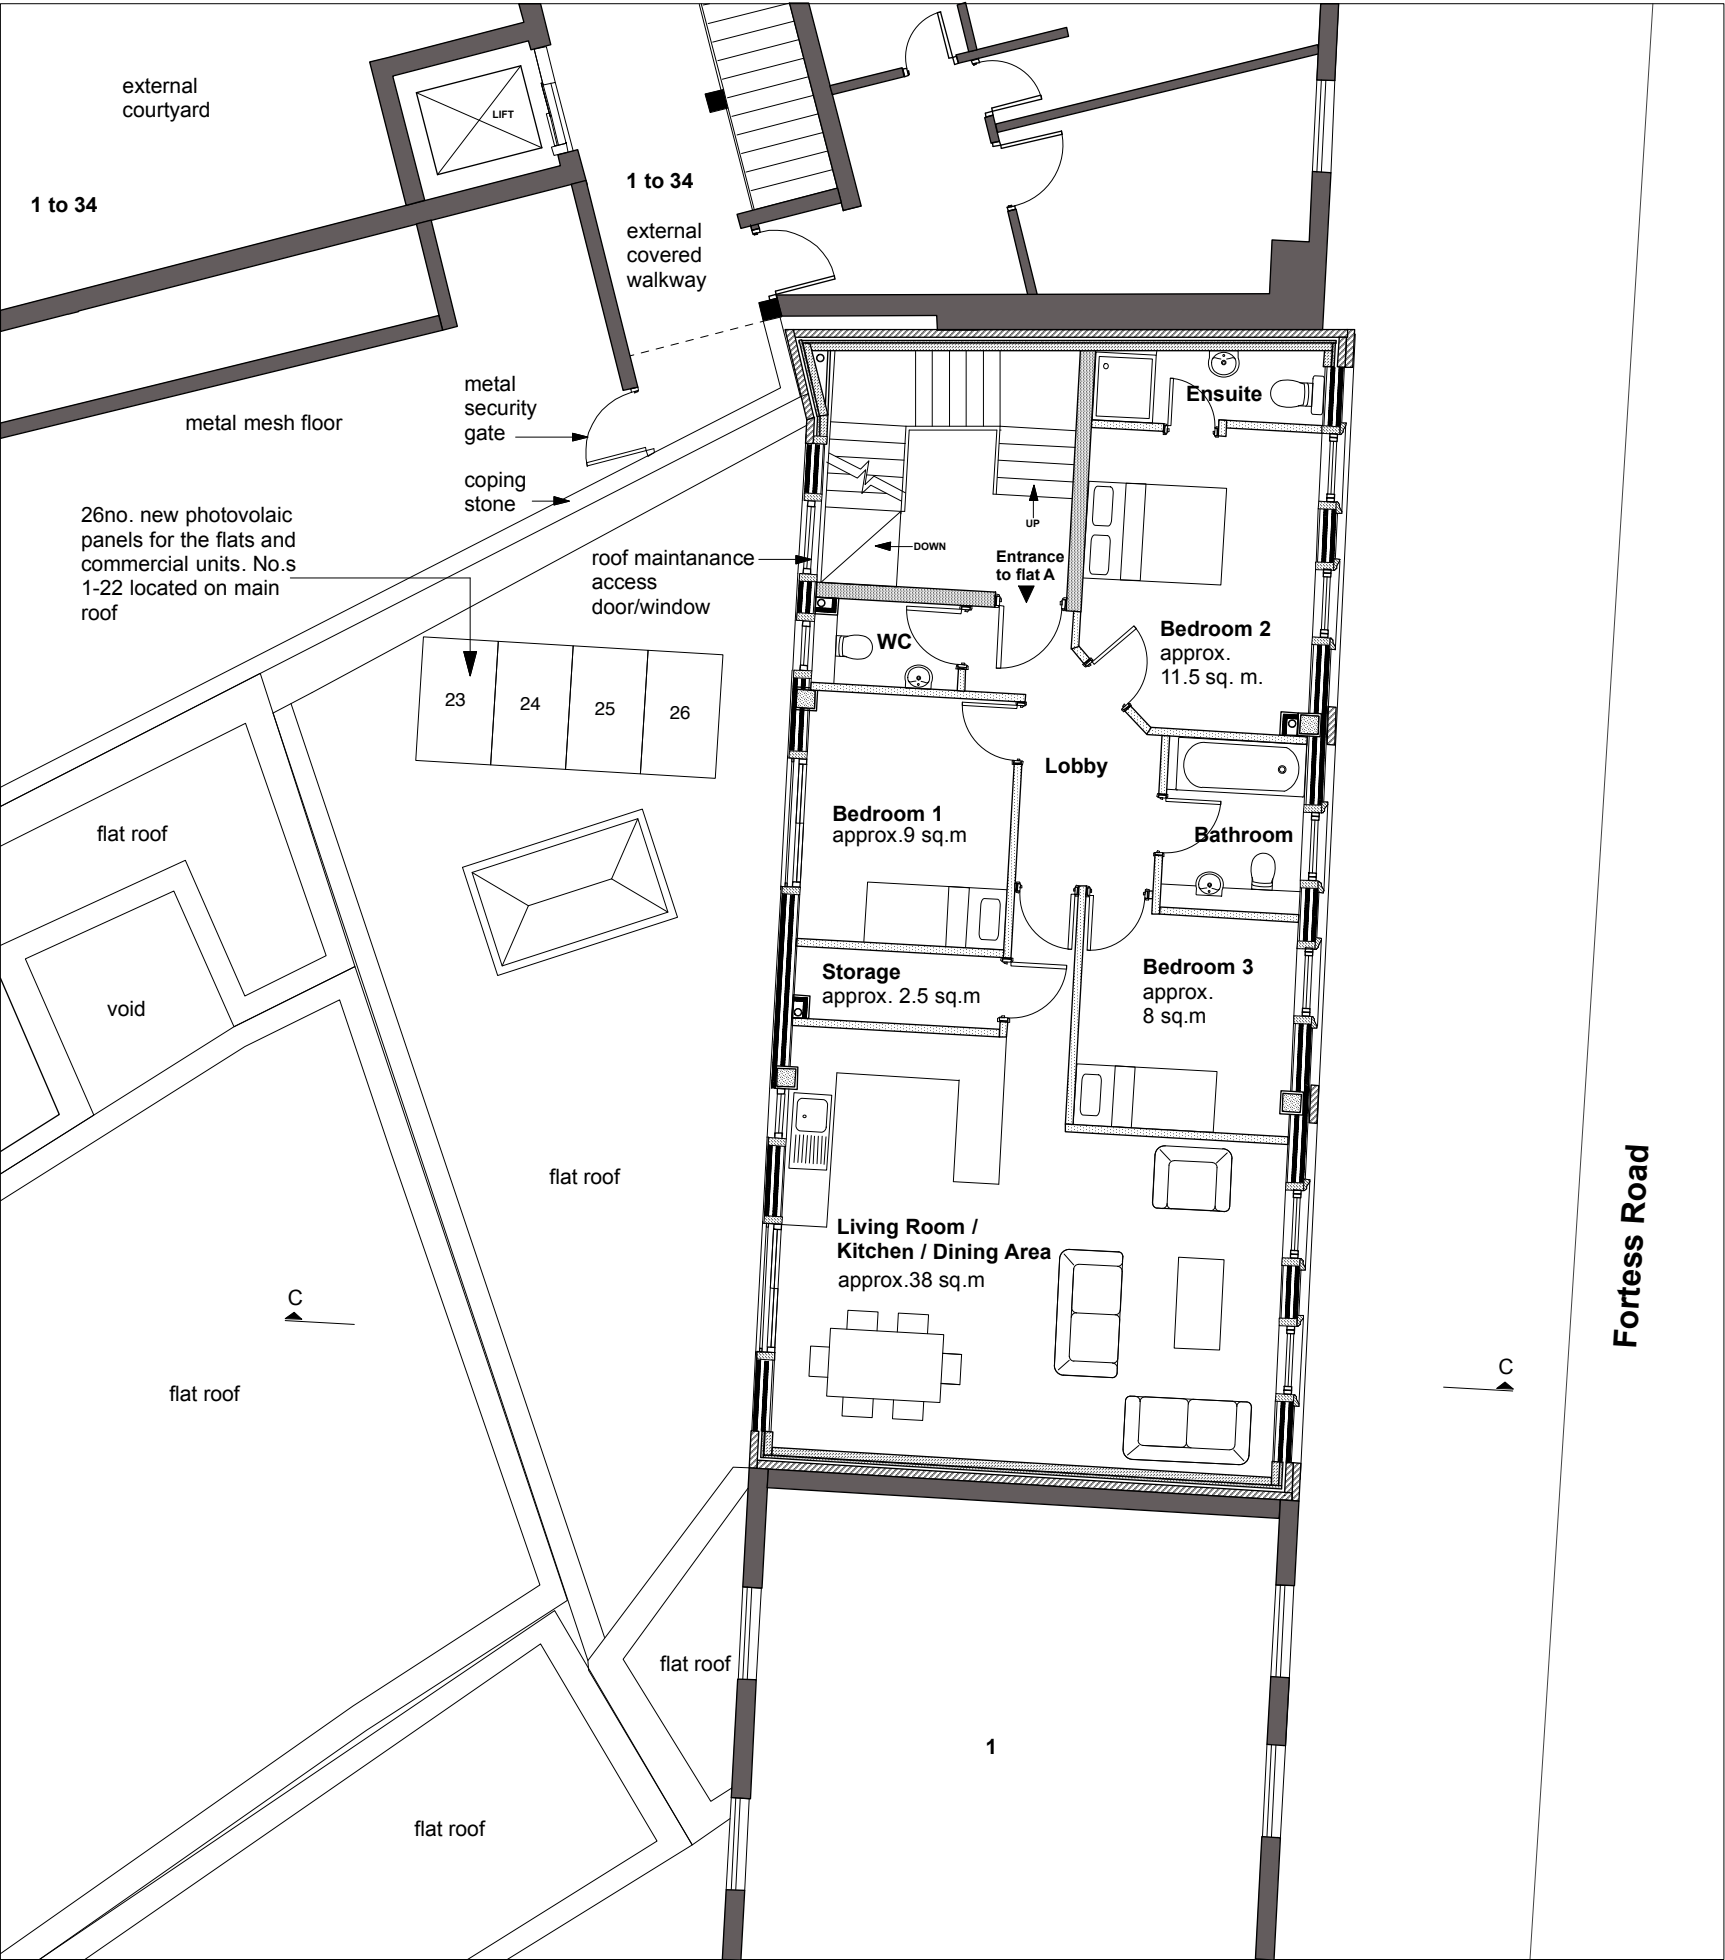 external
courtyard
LIFT
1 to 34
1 to 34
external
covered
walkway
metal
security
gate
metal mesh floor
coping
stone
26no. new photovolaic
panels for the flats and
commercial units. No.s
1-22 located on main
roof
roof maintanance
access
door/window
Ensuite
UP
DOWN
Entrance
to flat A
WC
Bedroom 2
approx.
11.5 sq. m.
23
24
25
26
Lobby
Bedroom 1
approx.9 sq.m
Bathroom
flat roof
void
Storage
approx. 2.5 sq.m
Bedroom 3
approx.
8 sq.m
flat roof
Living Room /
Kitchen / Dining Area
approx.38 sq.m
Fortess Road
C
C
flat roof
flat roof
1
flat roof